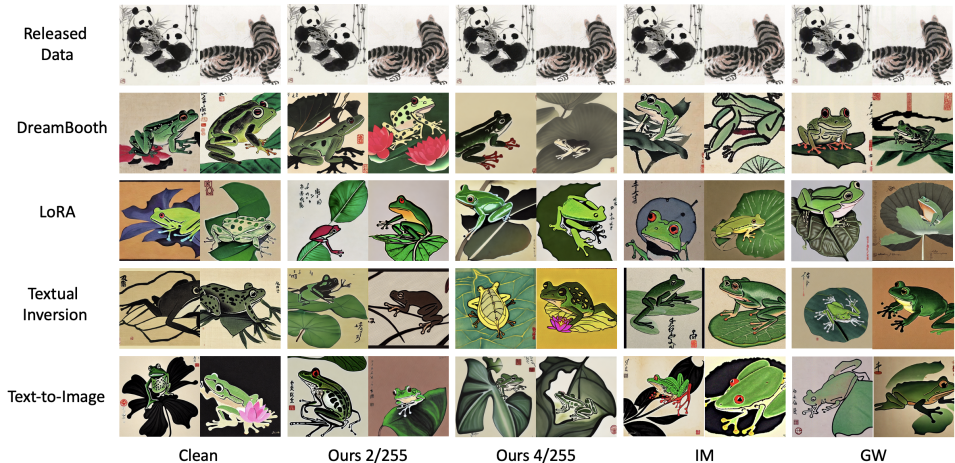 Released
Data
DreamBooth
LoRA
Textual
Inversion
Text-to-Image
Clean
Ours 2/255
Ours 4/255
IM
GW